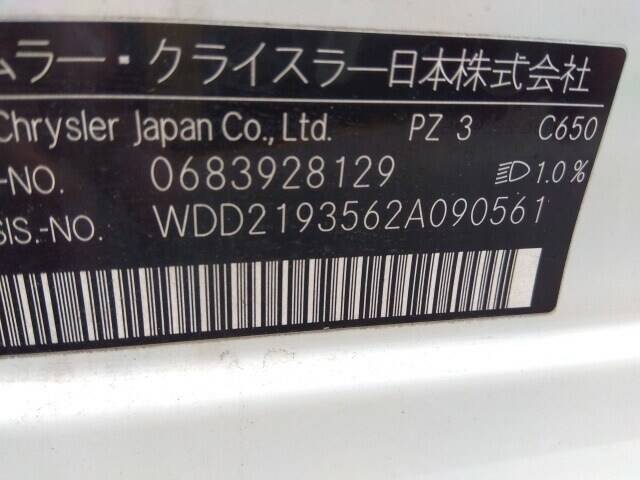 ムラー・クライスラー日本株式会社
Chrysler Japan Co., Ltd. PZ 3 C650
-NO. 0683928129 1.0%
SIS.-NO. WDD2193562A090561